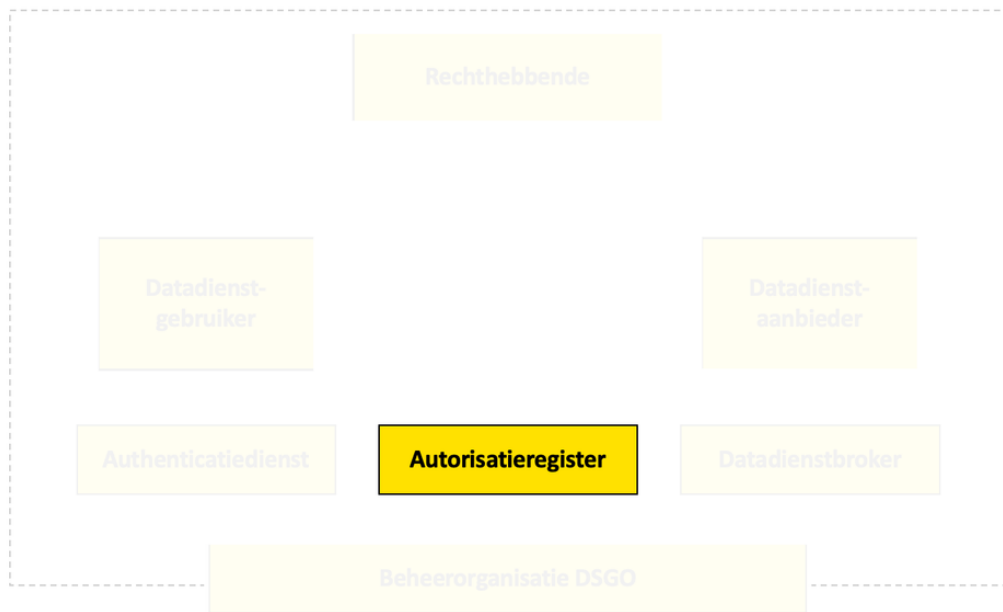 Rechthebbende
Datadienst-
gebruiker
Datadienst-
aanbieder
Authenticatiedienst
Autorisatieregister
Datadienstbroker
Beheerorganisatie DSGO